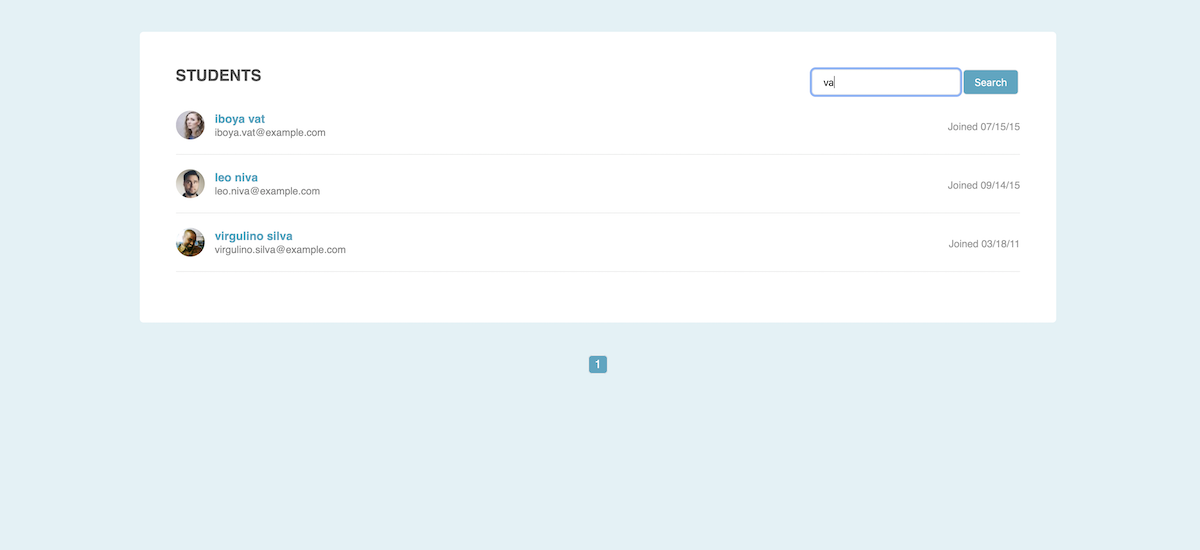 STUDENTS
va
Search
iboya vat
iboya.vat@example.com
Joined 07/15/15
leo niva
leo.niva@example.com
Joined 09/14/15
virgulino silva
virgulino.silva@example.com
Joined 03/18/11
1